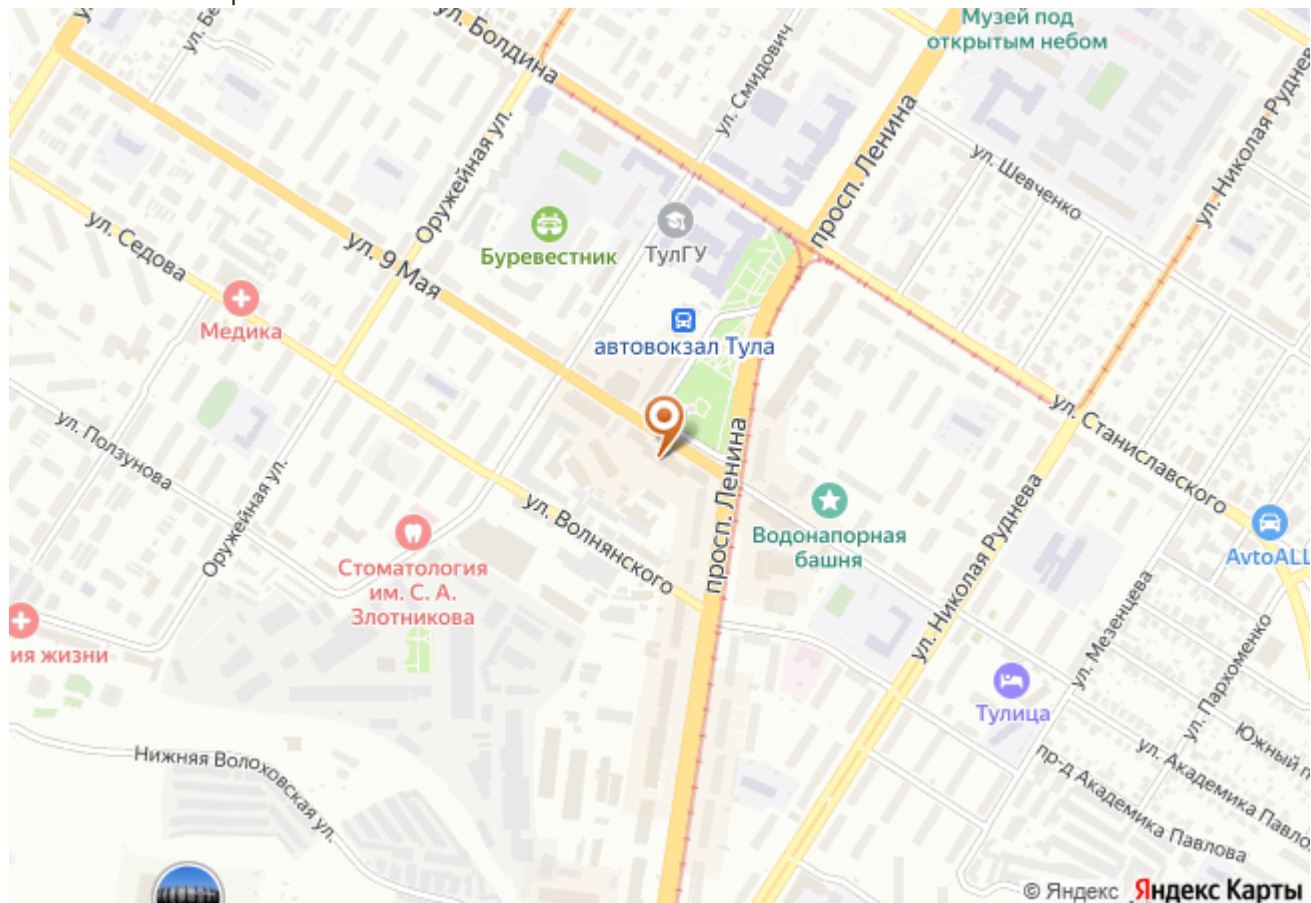 Музей под
открытым небом
ул. Болдина
ул. Смидович
просп. Ленина
ул. Николая Руднева
ул. Шевченко
Оружейная ул.
ул. Седова
ул. 9 Мая
Буревестник
ТулГУ
Медика
автовокзал Тула
ул. Ползунова
Оружейная ул.
ул. Станиславского
просп. Ленина
Стоматология
им. С. А.
Злотникова
ул. Волнянского
Водонапорная
башня
ул. Николая Руднева
AvtoALL
ул. Мезенцева
ул. Пархоменко
ия жизни
Тулица
Южный п
ул. Академика Павло
пр-д Академика Павлова
Нижняя Волоховская ул.
© Яндекс Яндекс Карты